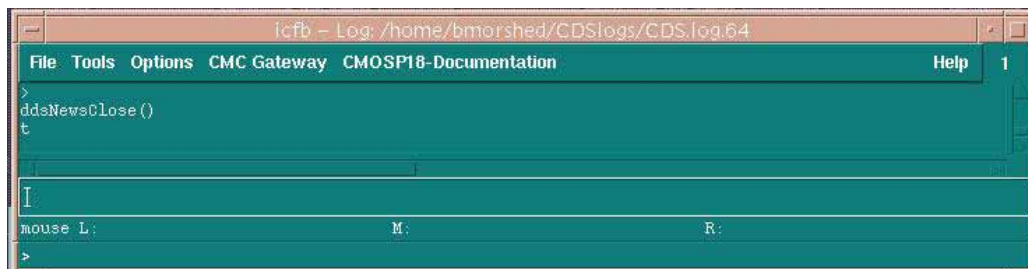 icfb – Log: /home/bmorshed/CDSlogs/CDS.log.64
File Tools Options CMC Gateway CMOSP18-Documentation Help 1
>
ddsNewsClose()
t
mouse L: M: R:
>